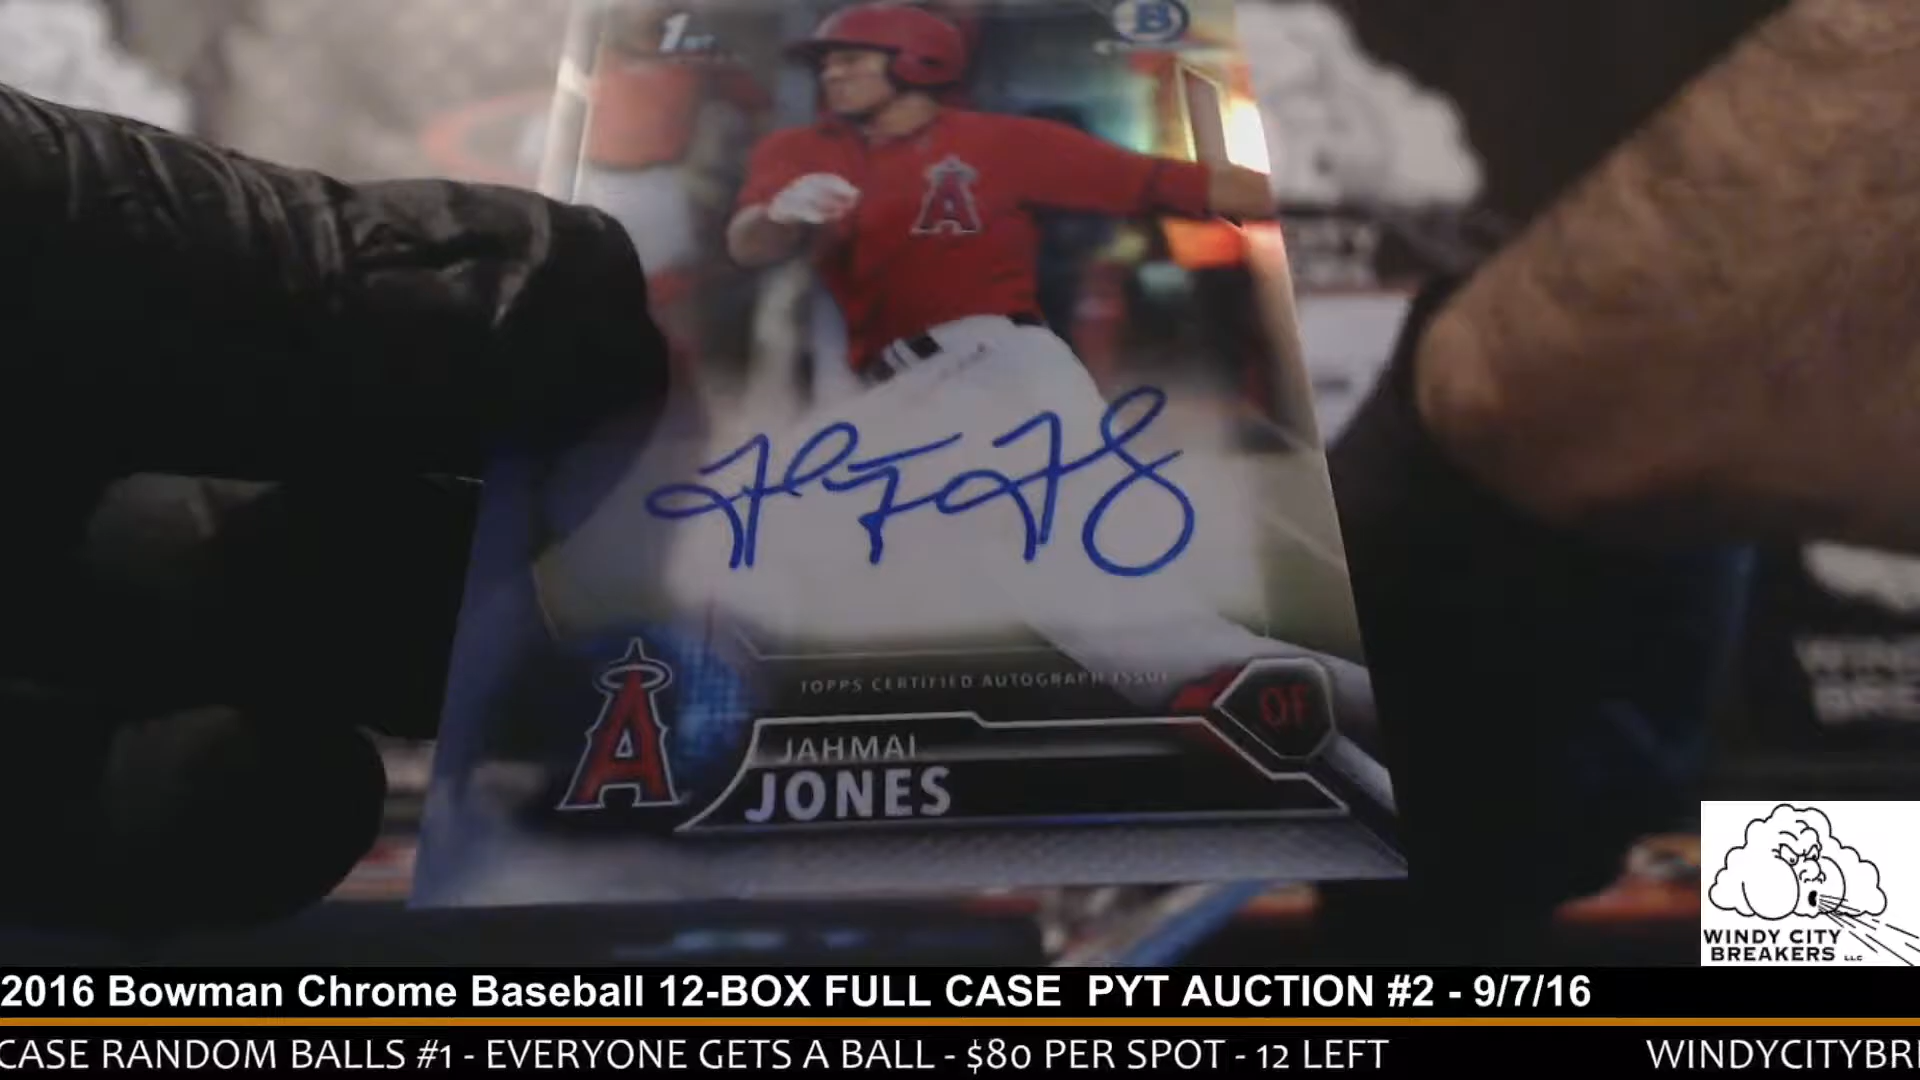 1ST
B
A
TOPPS CERTIFIED AUTOGRAPH ISSUE
OF
A
JAHMAI
JONES
WINDY CITY
BREAKERS LLC
2016 Bowman Chrome Baseball 12-BOX FULL CASE PYT AUCTION #2 - 9/7/16
CASE RANDOM BALLS #1 - EVERYONE GETS A BALL - $80 PER SPOT - 12 LEFT WINDYCITYBRE